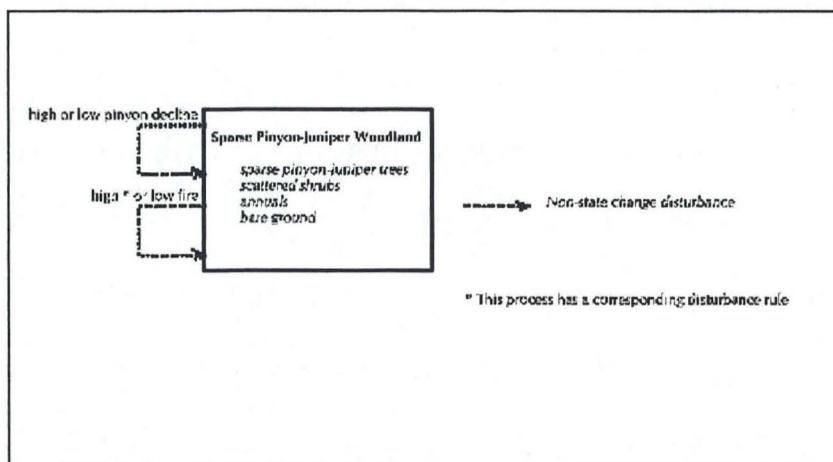 high or low pinyon decline
Sparse Pinyon-Juniper Woodland
sparse pinyon-juniper trees
scattered shrubs
annuals
bare ground
high * or low fire
Non-state change disturbance
* This process has a corresponding disturbance rule